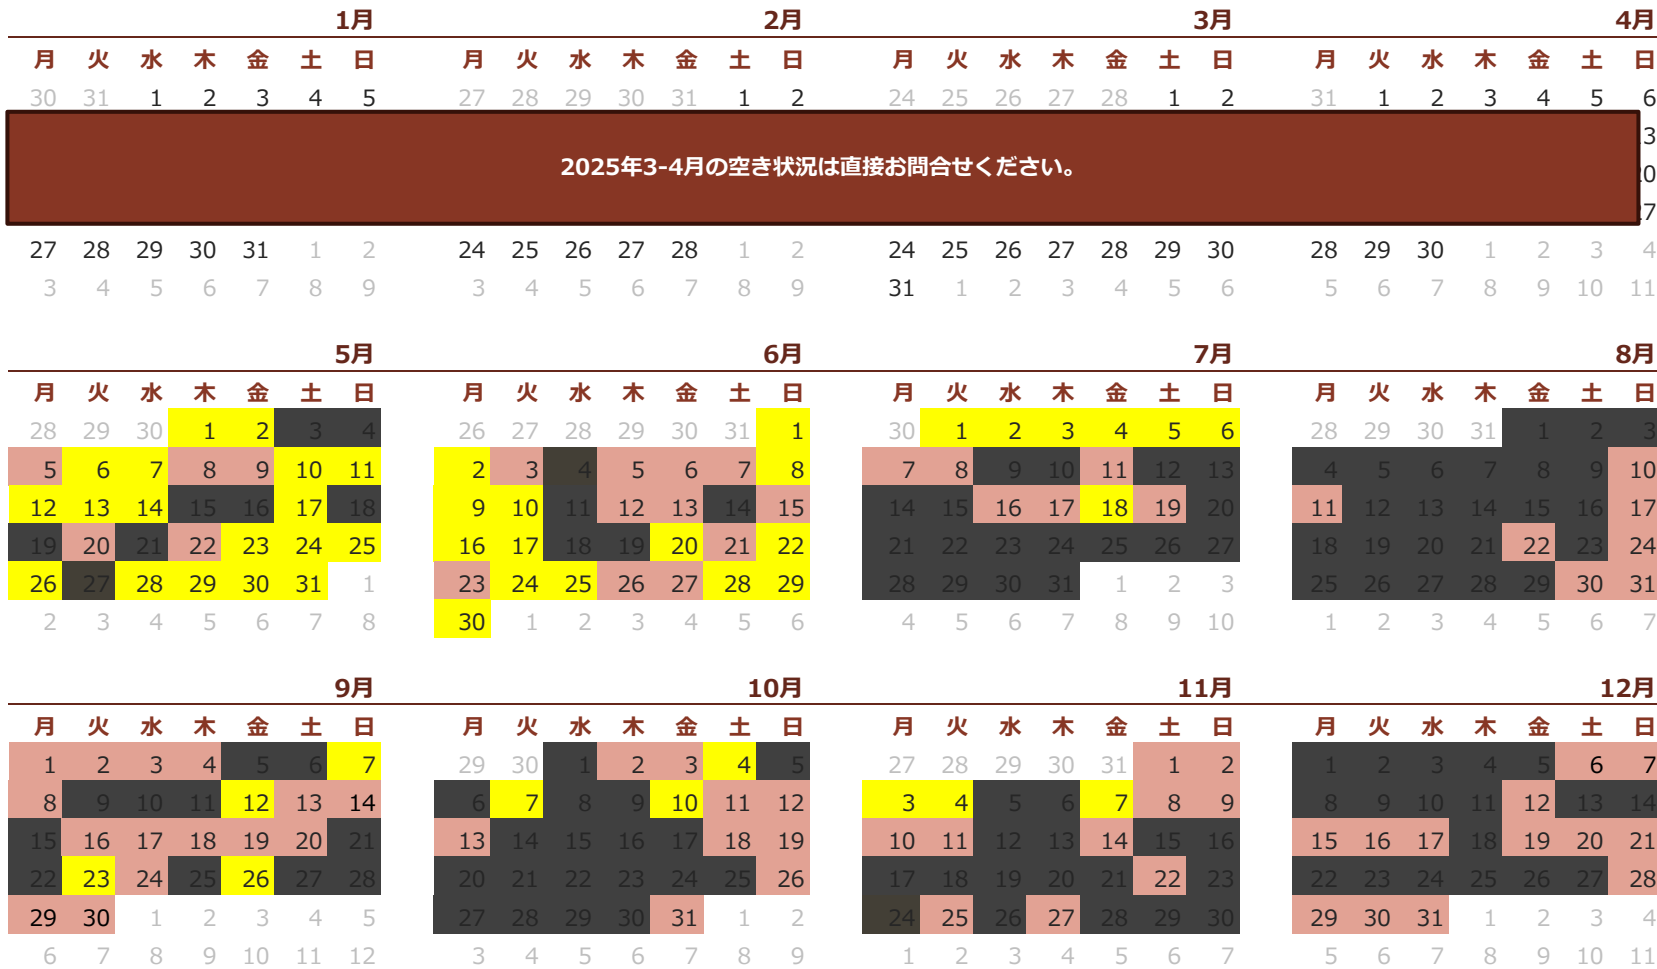 1月 2月 3月 4月
月 火 水 木 金 土 日 月 火 水 木 金 土 日 月 火 水 木 金 土 日 月 火 水 木 金 土 日
30 31 1 2 3 4 5 27 28 29 30 31 1 2 24 25 26 27 28 1 2 31 1 2 3 4 5 6
3
2025年3-4月の空き状況は直接お問合せください。
0
7
27 28 29 30 31 1 2 24 25 26 27 28 1 2 24 25 26 27 28 29 30 28 29 30 1 2 3 4
3 4 5 6 7 8 9 3 4 5 6 7 8 9 31 1 2 3 4 5 6 5 6 7 8 9 10 11
5月 6月 7月 8月
月 火 水 木 金 土 日 月 火 水 木 金 土 日 月 火 水 木 金 土 日 月 火 水 木 金 土 日
28 29 30 1 2 3 4 26 27 28 29 30 31 1 30 1 2 3 4 5 6 28 29 30 31 1 2 3
5 6 7 8 9 10 11 2 3 4 5 6 7 8 7 8 9 10 11 12 13 4 5 6 7 8 9 10
12 13 14 15 16 17 18 9 10 11 12 13 14 15 14 15 16 17 18 19 20 11 12 13 14 15 16 17
19 20 21 22 23 24 25 16 17 18 19 20 21 22 21 22 23 24 25 26 27 18 19 20 21 22 23 24
26 27 28 29 30 31 1 23 24 25 26 27 28 29 28 29 30 31 1 2 3 25 26 27 28 29 30 31
2 3 4 5 6 7 8 30 1 2 3 4 5 6 4 5 6 7 8 9 10 1 2 3 4 5 6 7
9月 10月 11月 12月
月 火 水 木 金 土 日 月 火 水 木 金 土 日 月 火 水 木 金 土 日 月 火 水 木 金 土 日
1 2 3 4 5 6 7 29 30 1 2 3 4 5 27 28 29 30 31 1 2 1 2 3 4 5 6 7
8 9 10 11 12 13 14 6 7 8 9 10 11 12 3 4 5 6 7 8 9 8 9 10 11 12 13 14
15 16 17 18 19 20 21 13 14 15 16 17 18 19 10 11 12 13 14 15 16 15 16 17 18 19 20 21
22 23 24 25 26 27 28 20 21 22 23 24 25 26 17 18 19 20 21 22 23 22 23 24 25 26 27 28
29 30 1 2 3 4 5 27 28 29 30 31 1 2 24 25 26 27 28 29 30 29 30 31 1 2 3 4
6 7 8 9 10 11 12 3 4 5 6 7 8 9 1 2 3 4 5 6 7 5 6 7 8 9 10 11